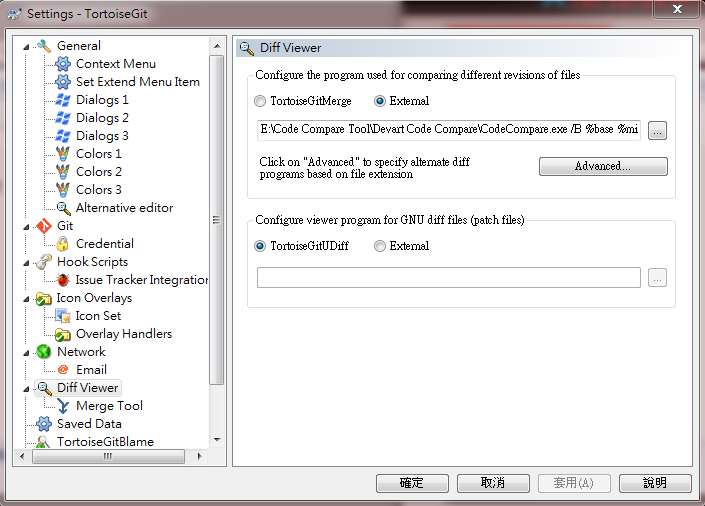 Settings - TortoiseGit
General
Context Menu
Set Extend Menu Item
Dialogs 1
Dialogs 2
Dialogs 3
Colors 1
Colors 2
Colors 3
Alternative editor
Git
Credential
Hook Scripts
Issue Tracker Integration
Icon Overlays
Icon Set
Overlay Handlers
Network
Email
Diff Viewer
Merge Tool
Saved Data
TortoiseGitBlame
Diff Viewer
Configure the program used for comparing different revisions of files
TortoiseGitMerge External
E:\Code Compare Tool\Devart Code Compare\CodeCompare.exe /B %base %mi
...
Click on "Advanced" to specify alternate diff
programs based on file extension
Advanced...
Configure viewer program for GNU diff files (patch files)
TortoiseGitUDiff External
...
確定 取消 套用(A) 說明